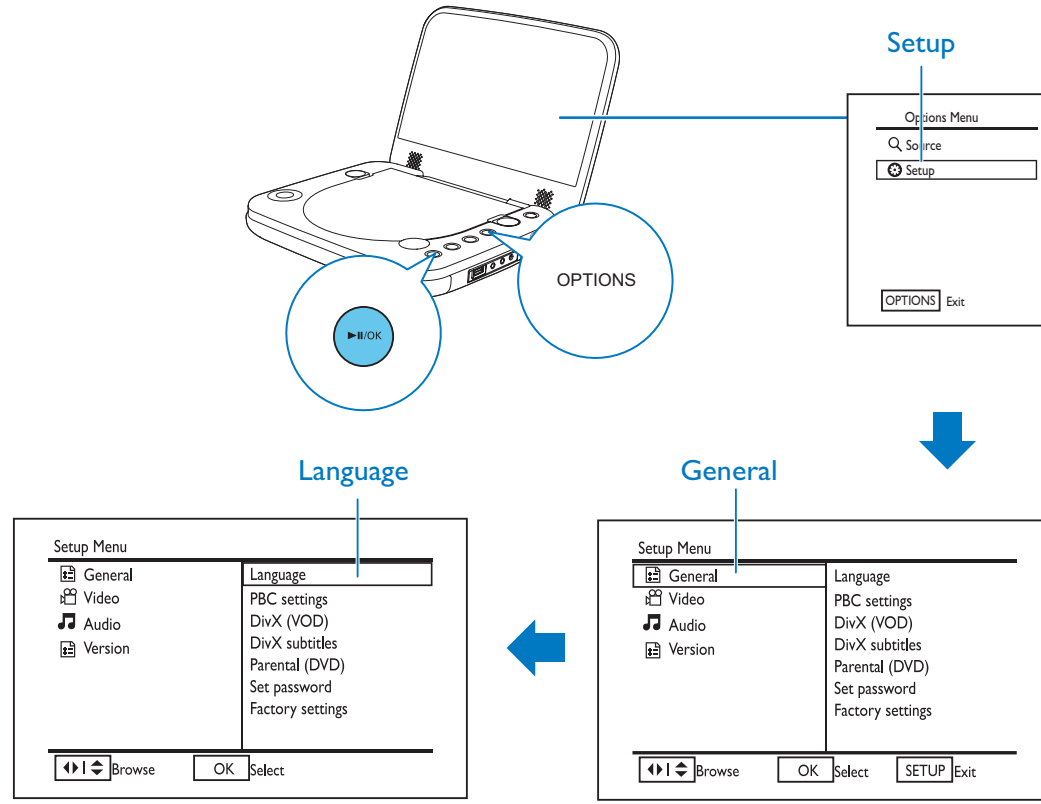 Setup
Options Menu
Source
Setup
OPTIONS Exit
OPTIONS
►II/OK
Language
General
Setup Menu
General
Video
Audio
Version
Language
PBC settings
DivX (VOD)
DivX subtitles
Parental (DVD)
Set password
Factory settings
Browse OK Select
Setup Menu
General
Video
Audio
Version
Language
PBC settings
DivX (VOD)
DivX subtitles
Parental (DVD)
Set password
Factory settings
Browse OK Select SETUP Exit